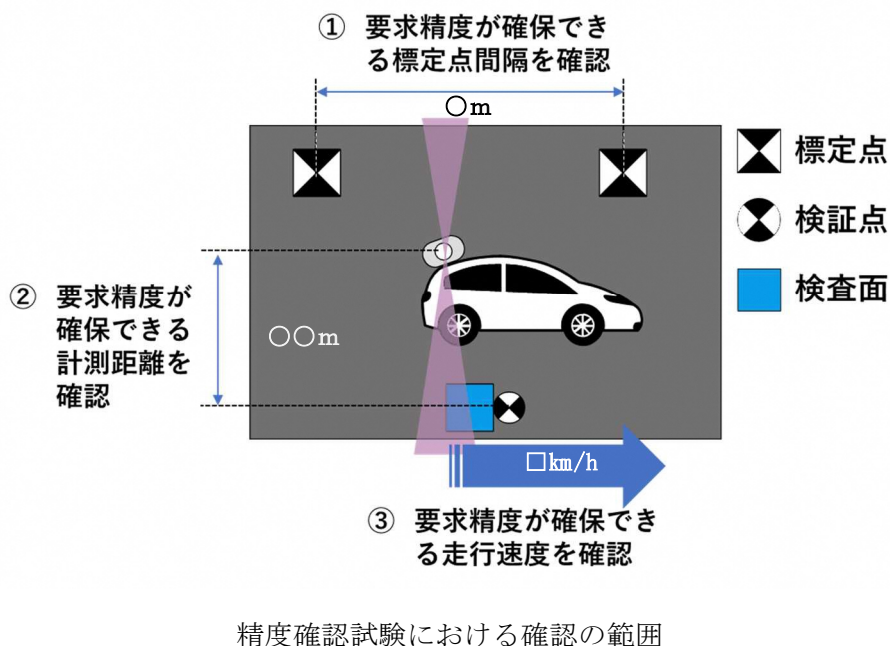 ① 要求精度が確保でき
る標定点間隔を確認
〇m
標定点
検証点
検査面
② 要求精度が
確保できる
計測距離を
確認
〇〇m
□km/h
③ 要求精度が確保でき
る走行速度を確認
精度確認試験における確認の範囲